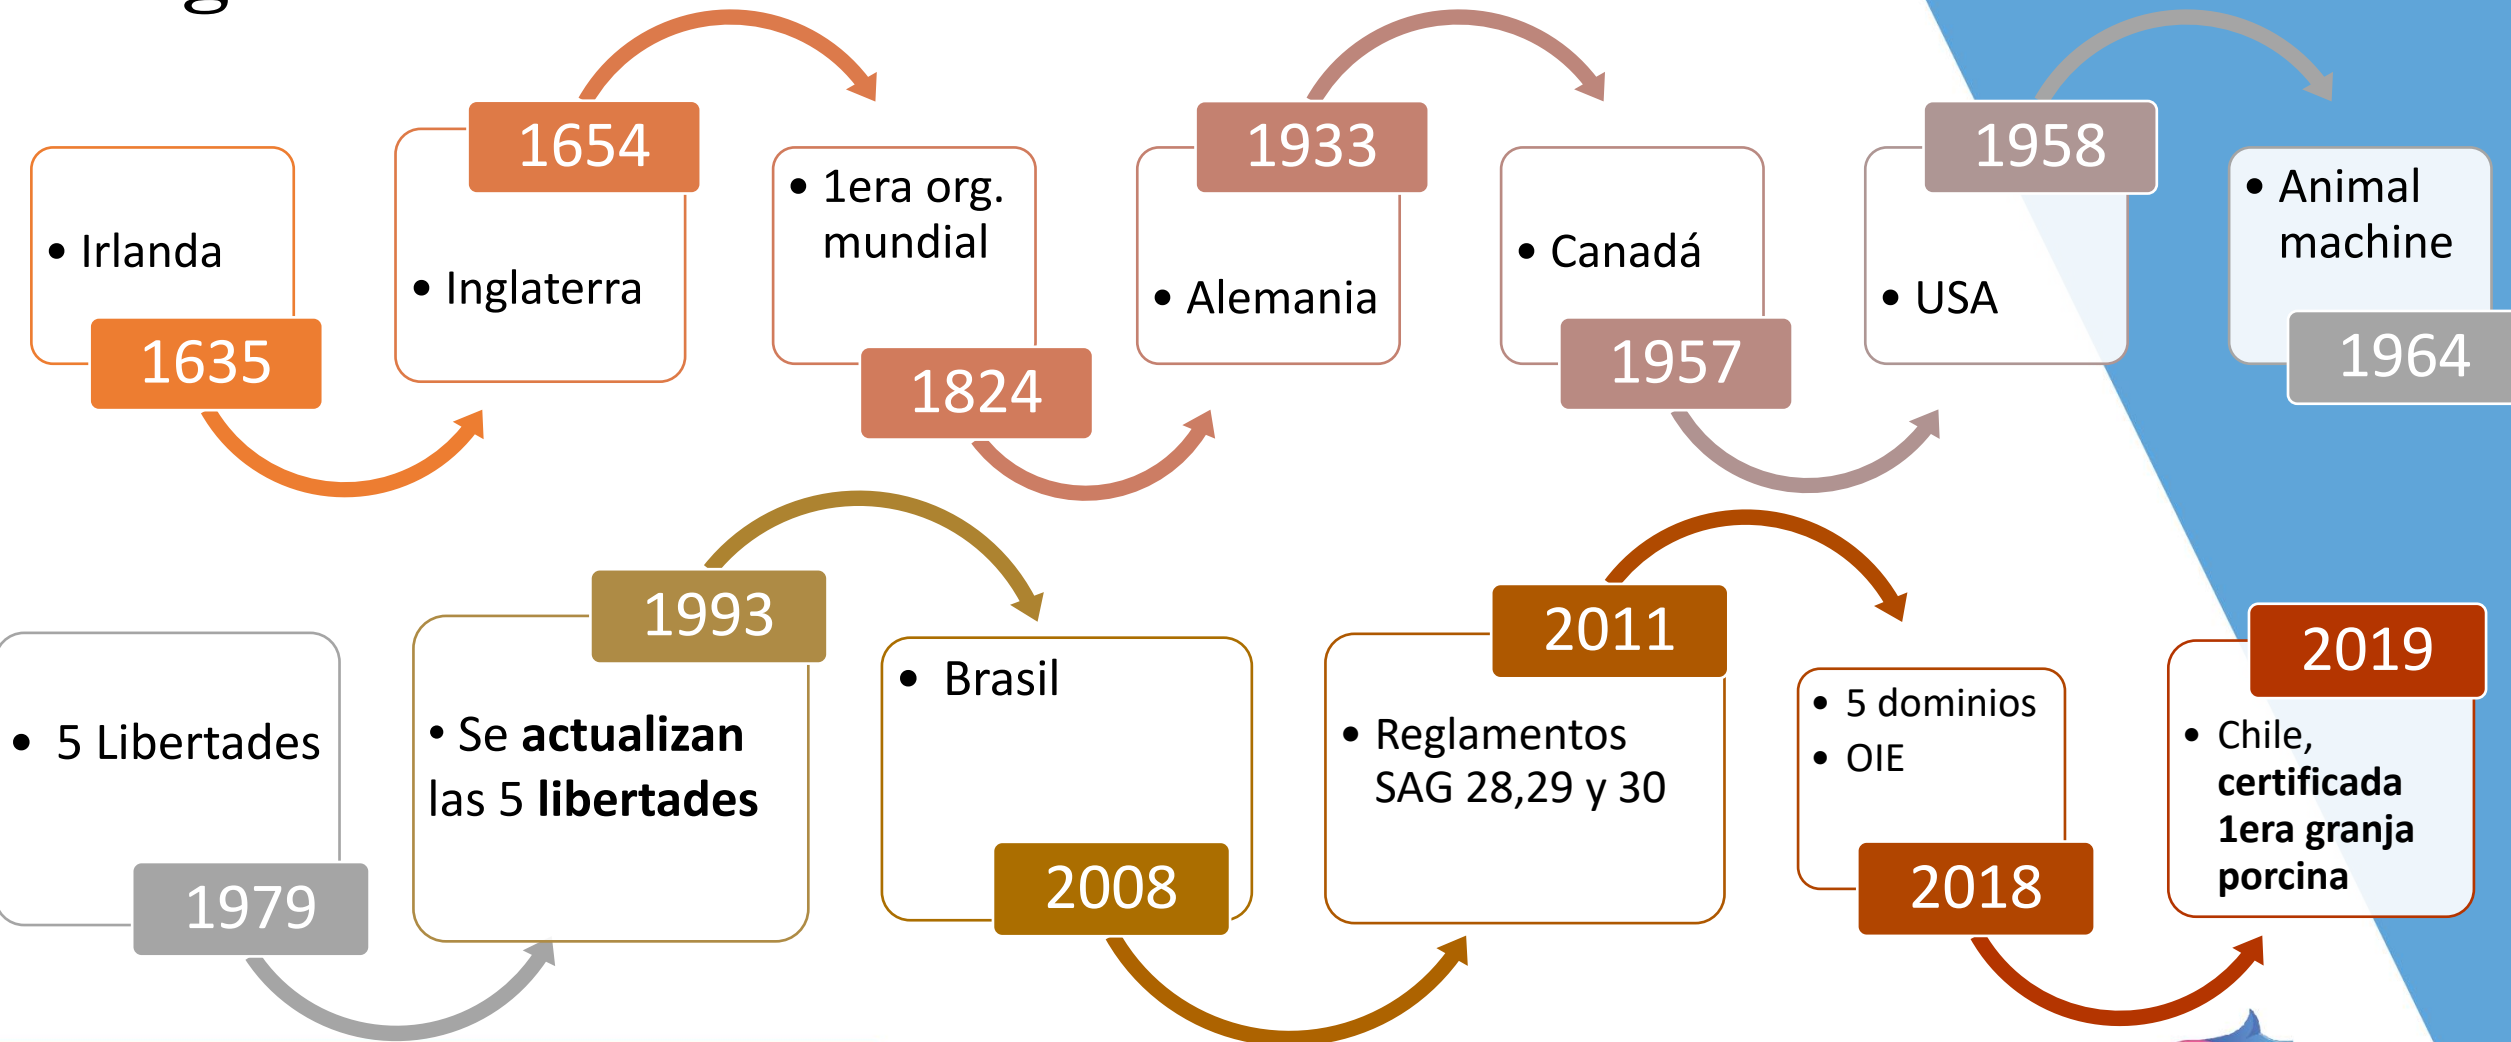 • Irlanda
1635
1654
• Inglaterra
• 1era org.
mundial
1824
1933
• Alemania
• Canadá
1957
1958
• USA
• Animal
machine
1964
• 5 Libertades
1979
1993
• Se actualizan
las 5 libertades
• Brasil
2008
2011
• Reglamentos
SAG 28,29 y 30
• 5 dominios
• OIE
2018
2019
• Chile,
certificada
1era granja
porcina